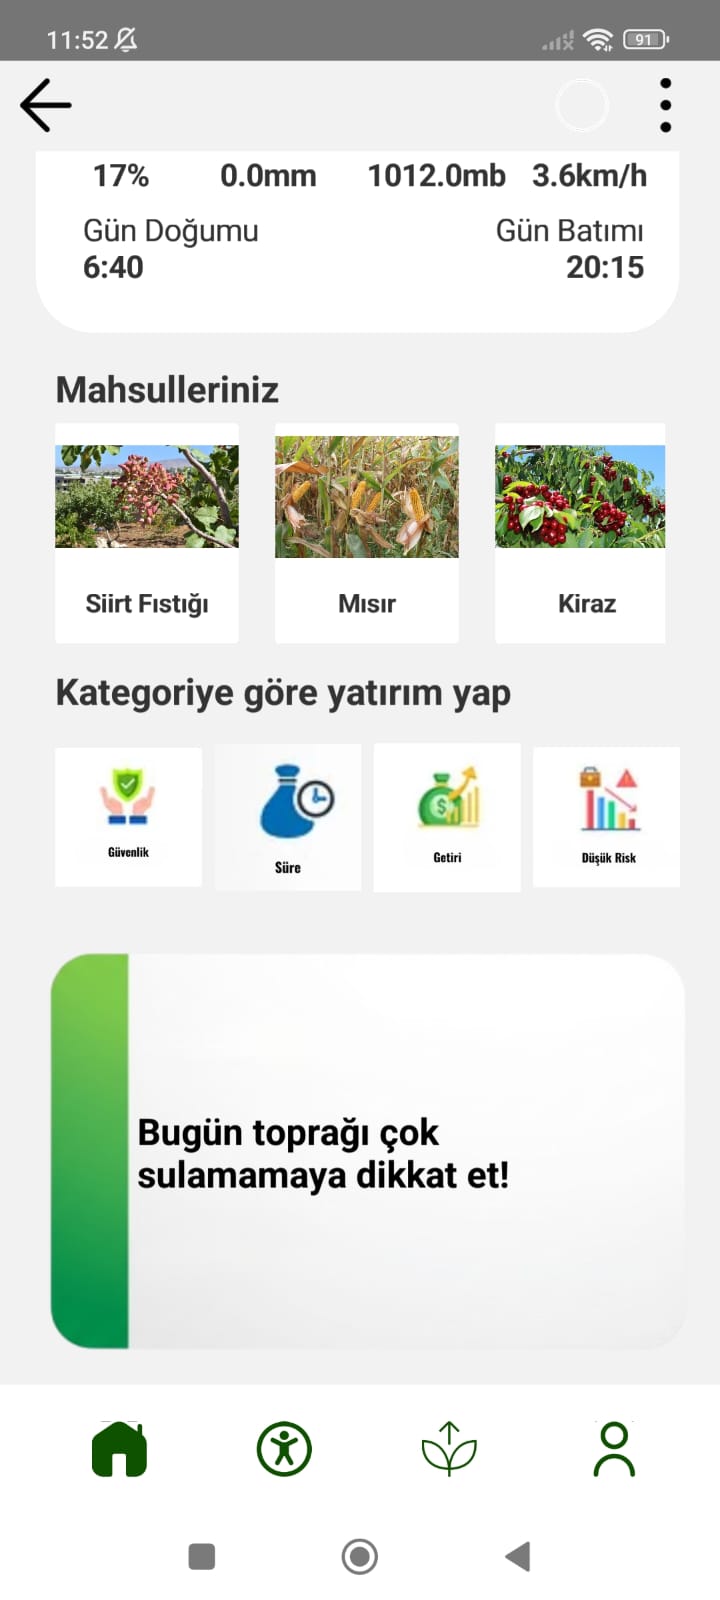 11:52
91
17% 0.0mm 1012.0mb 3.6km/h
Gün Doğumu Gün Batımı
6:40 20:15
Mahsulleriniz
Siirt Fıstığı Mısır Kiraz
Kategoriye göre yatırım yap
Güvenlik Süre Getiri Düşük Risk
Bugün toprağı çok
sulamamaya dikkat et!